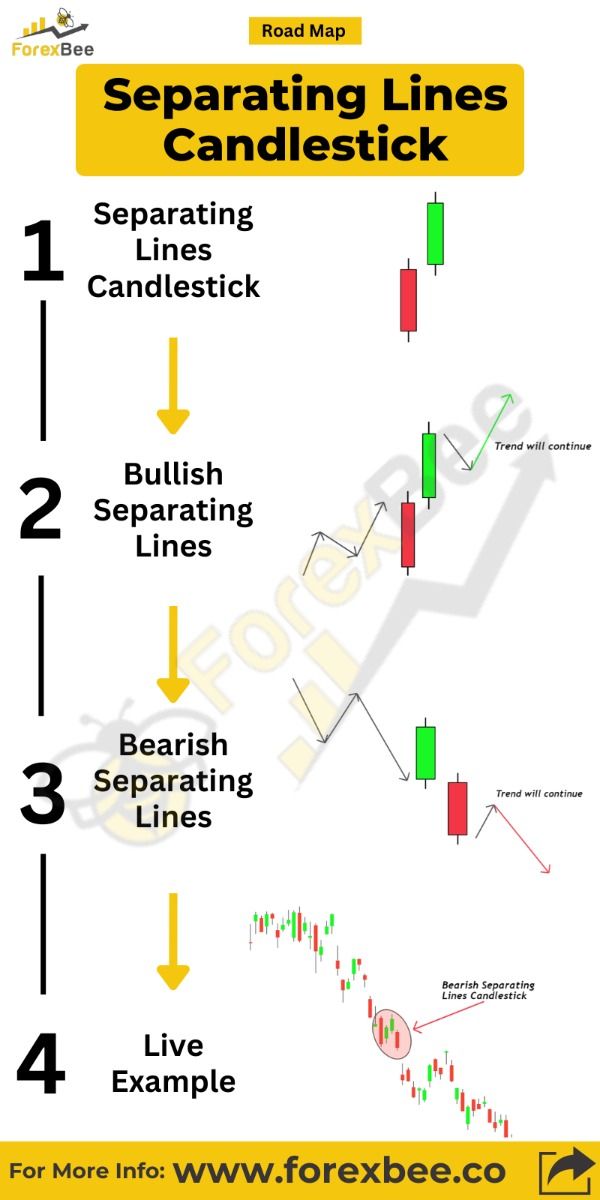 ForexBee
Road Map
Separating Lines
Candlestick
1
Separating
Lines
Candlestick
2
Bullish
Separating
Lines
Trend will continue
ForexBee
3
Bearish
Separating
Lines
Trend will continue
4
Live
Example
Bearish Separating
Lines Candlestick
For More Info: www.forexbee.co